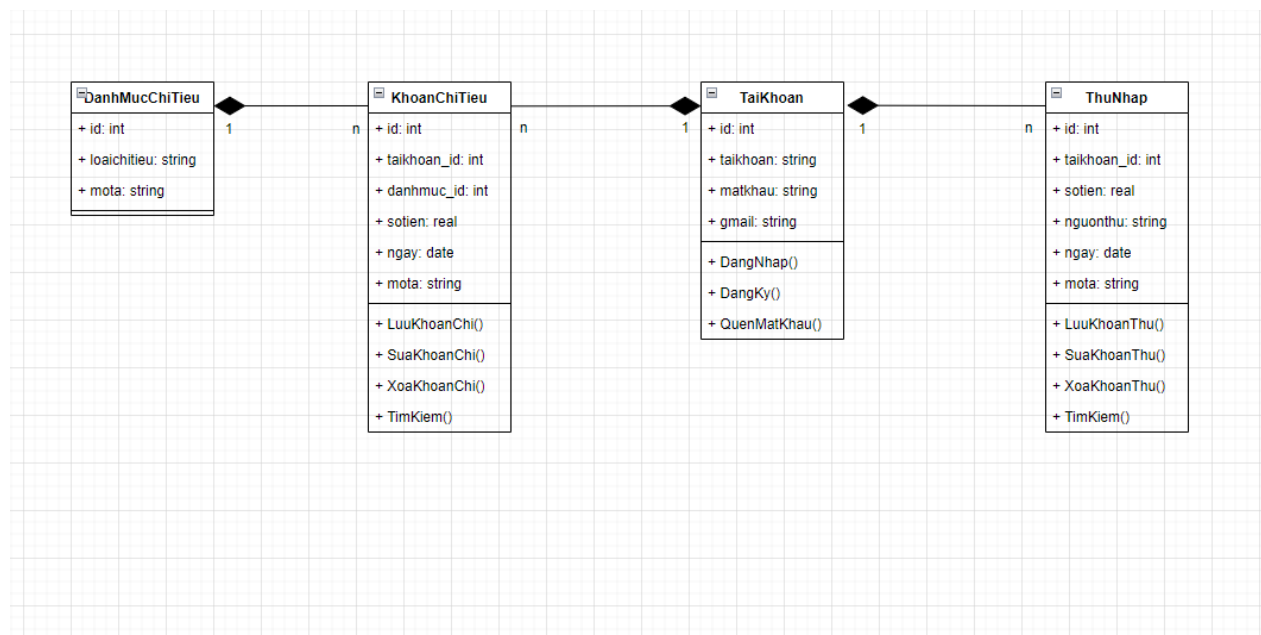 DanhMucChiTieu
+ id: int
+ loaichitieu: string
+ mota: string
1
n
KhoanChiTieu
+ id: int
+ taikhoan_id: int
+ danhmuc_id: int
+ sotien: real
+ ngay: date
+ mota: string
+ LuuKhoanChi()
+ SuaKhoanChi()
+ XoaKhoanChi()
+ TimKiem()
n
1
TaiKhoan
+ id: int
+ taikhoan: string
+ matkhau: string
+ gmail: string
+ DangNhap()
+ DangKy()
+ QuenMatKhau()
1
n
ThuNhap
+ id: int
+ taikhoan_id: int
+ sotien: real
+ nguonthu: string
+ ngay: date
+ mota: string
+ LuuKhoanThu()
+ SuaKhoanThu()
+ XoaKhoanThu()
+ TimKiem()